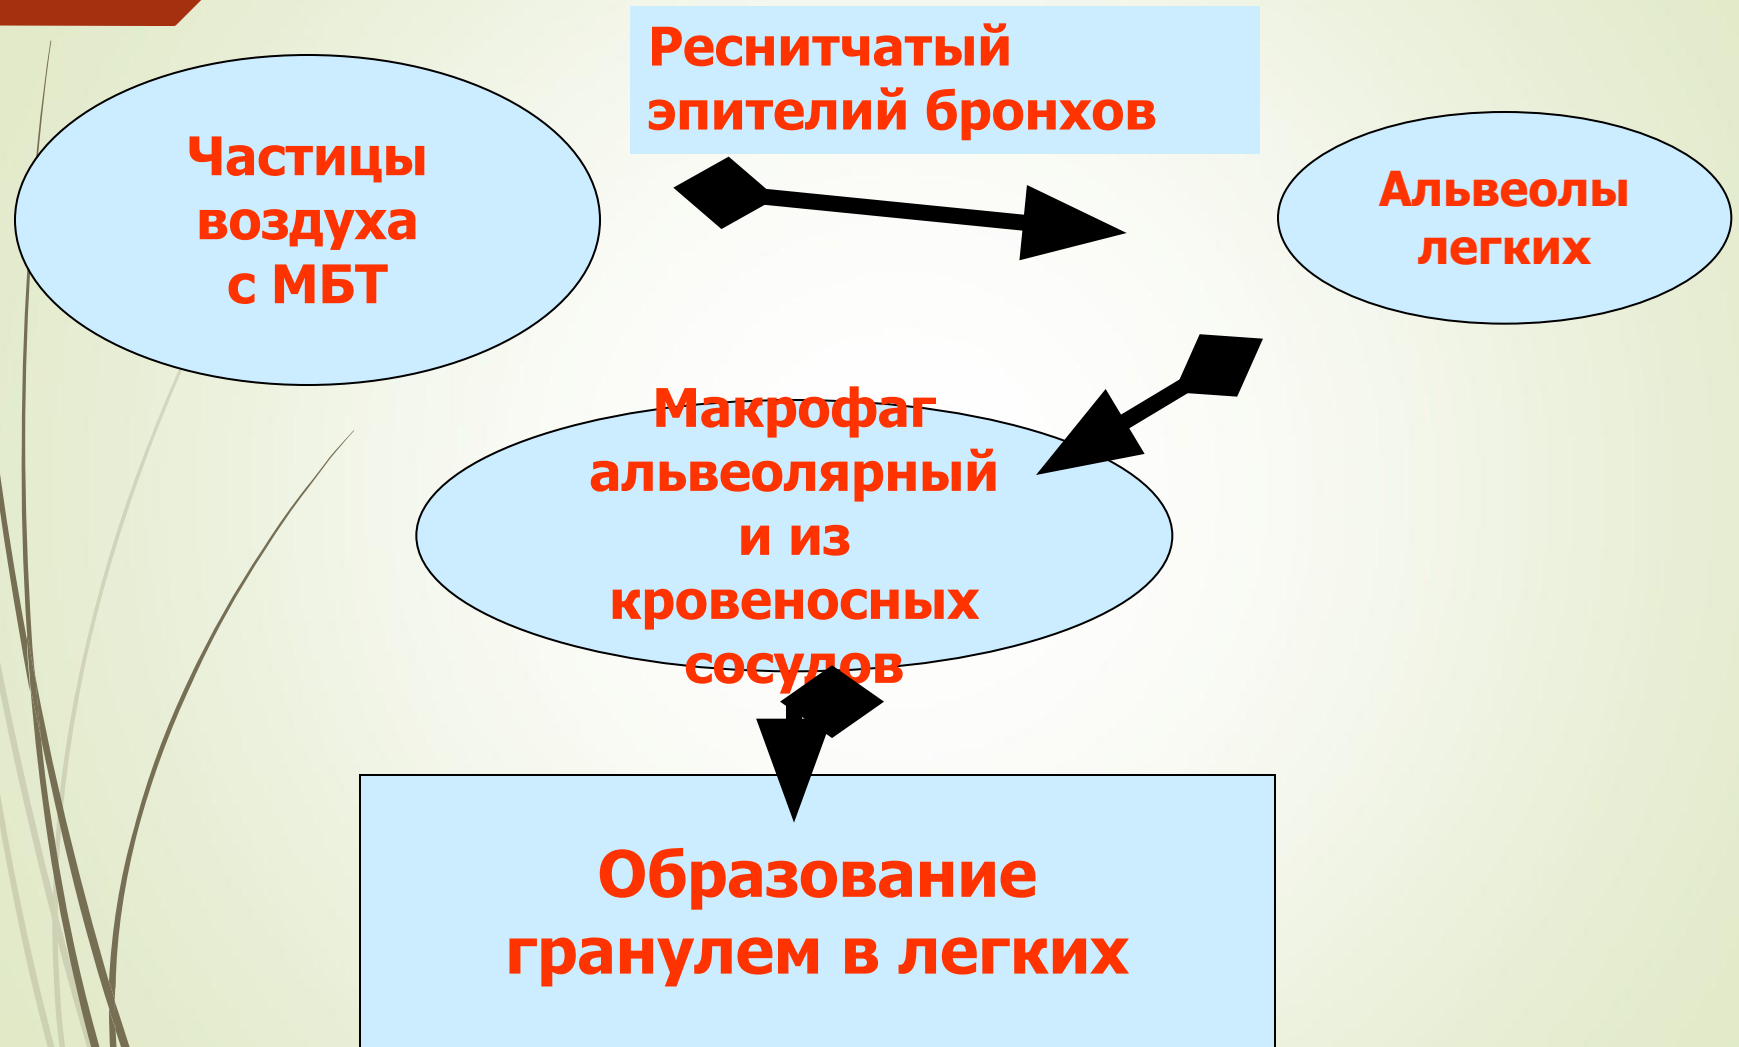 Реснитчатый
эпителий бронхов
Частицы
воздуха
с МБТ
Альвеолы
легких
Макрофаг
альвеолярный
и из
кровеносных
сосудов
Образование
гранулем в легких